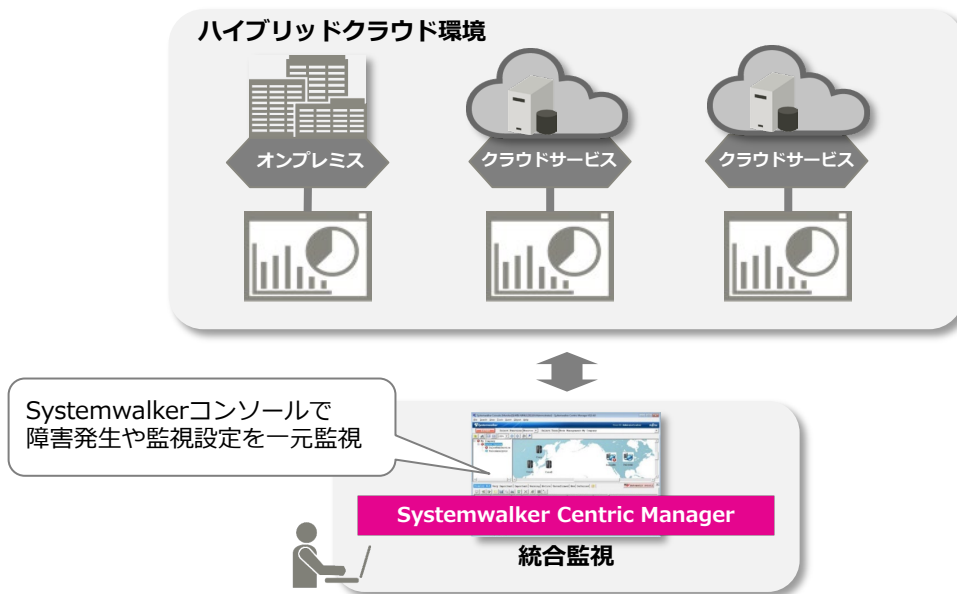 ハイブリッドクラウド環境
オンプレミス
クラウドサービス
クラウドサービス
Systemwalkerコンソールで
障害発生や監視設定を一元監視
Systemwalker Centric Manager
統合監視